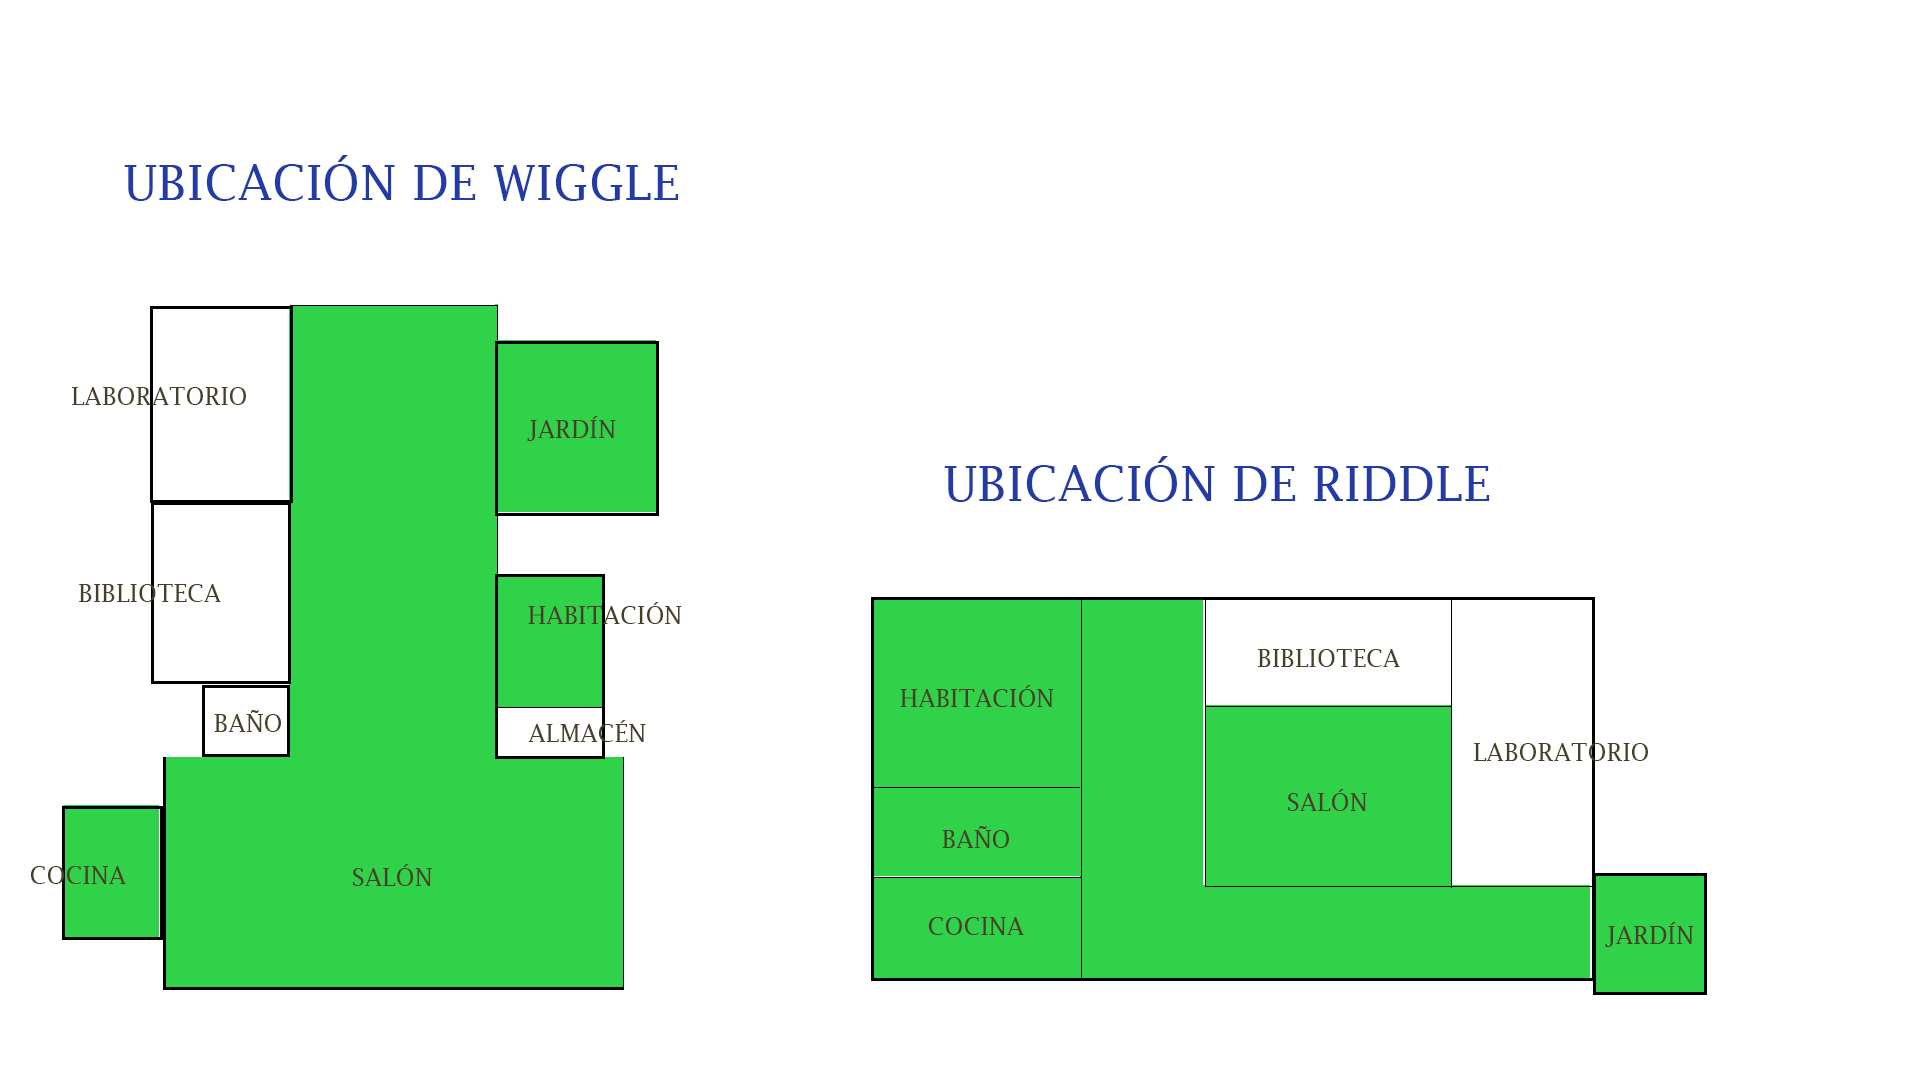 UBICACIÓN DE WIGGLE
LABORATORIO
JARDÍN
BIBLIOTECA
HABITACIÓN
BAÑO
ALMACÉN
COCINA
SALÓN
UBICACIÓN DE RIDDLE
BIBLIOTECA
HABITACIÓN
LABORATORIO
SALÓN
BAÑO
COCINA
JARDÍN